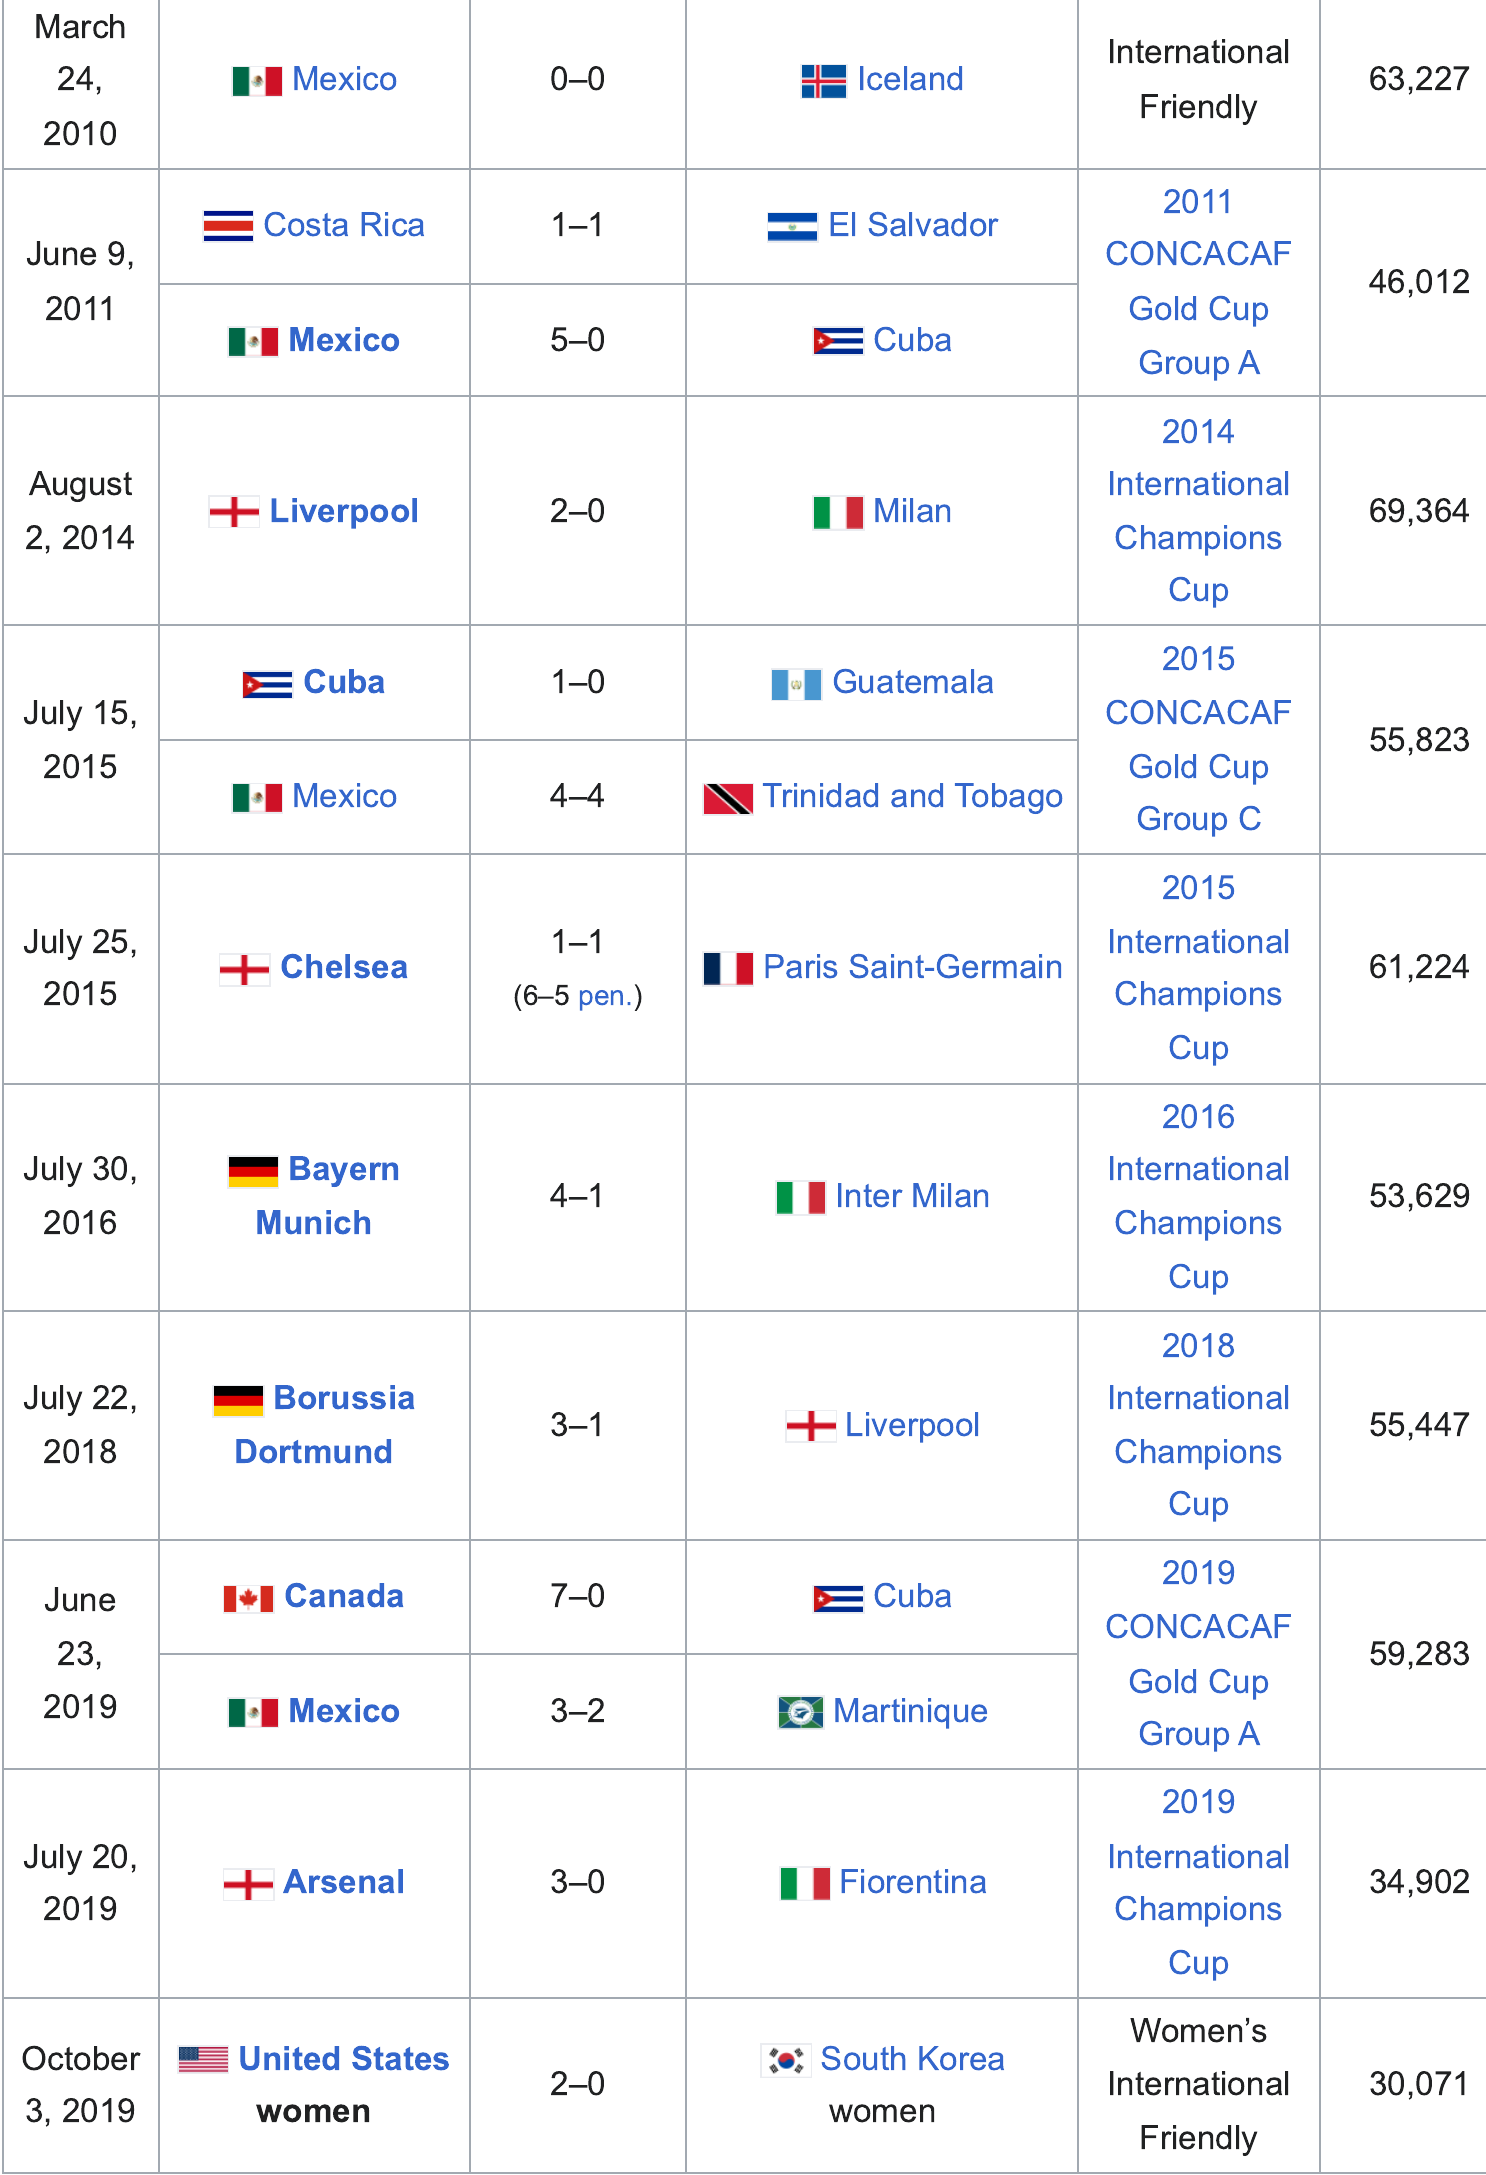 March
24,
2010
Mexico
0–0
Iceland
International
Friendly
63,227
June 9,
2011
Costa Rica
1–1
El Salvador
2011
CONCACAF
Gold Cup
Group A
46,012
Mexico
5–0
Cuba
August
2, 2014
Liverpool
2–0
Milan
2014
International
Champions
Cup
69,364
July 15,
2015
Cuba
1–0
Guatemala
2015
CONCACAF
Gold Cup
Group C
55,823
Mexico
4–4
Trinidad and Tobago
July 25,
2015
Chelsea
1–1
(6–5 pen.)
Paris Saint-Germain
2015
International
Champions
Cup
61,224
July 30,
2016
Bayern
Munich
4–1
Inter Milan
2016
International
Champions
Cup
53,629
July 22,
2018
Borussia
Dortmund
3–1
Liverpool
2018
International
Champions
Cup
55,447
June
23,
2019
Canada
7–0
Cuba
2019
CONCACAF
Gold Cup
Group A
59,283
Mexico
3–2
Martinique
July 20,
2019
Arsenal
3–0
Fiorentina
2019
International
Champions
Cup
34,902
October
3, 2019
United States
women
2–0
South Korea
women
Women’s
International
Friendly
30,071